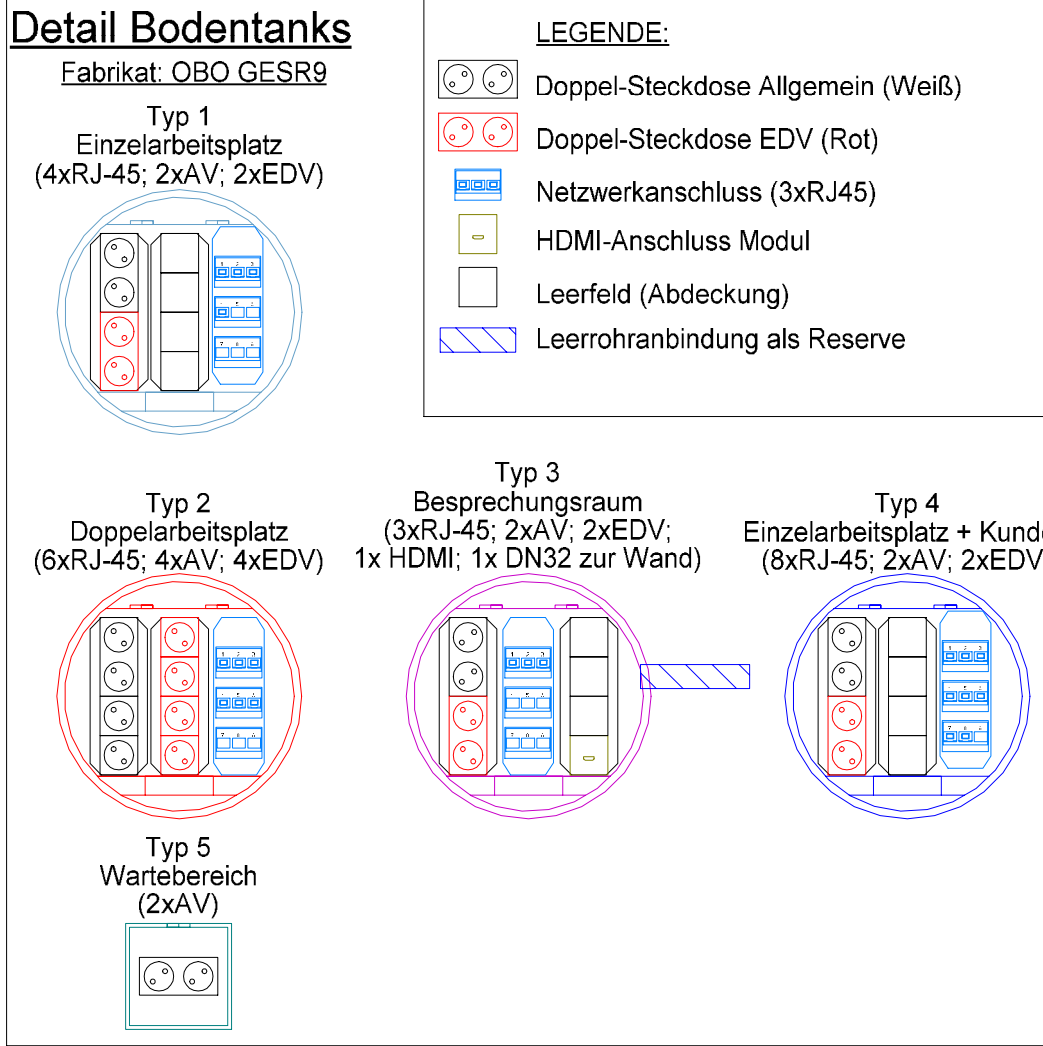 Detail Bodentanks
Fabrikat: OBO GESR9
Typ 1
Einzelarbeitsplatz
(4xRJ-45; 2xAV; 2xEDV)
LEGENDE:
Doppel-Steckdose Allgemein (Weiß)
Doppel-Steckdose EDV (Rot)
Netzwerkanschluss (3xRJ45)
HDMI-Anschluss Modul
Leerfeld (Abdeckung)
Leerrohranbindung als Reserve
Typ 2
Doppelarbeitsplatz
(6xRJ-45; 4xAV; 4xEDV)
Typ 3
Besprechungsraum
(3xRJ-45; 2xAV; 2xEDV;
1x HDMI; 1x DN32 zur Wand)
Typ 4
Einzelarbeitsplatz + Kunde
(8xRJ-45; 2xAV; 2xEDV
Typ 5
Wartebereich
(2xAV)